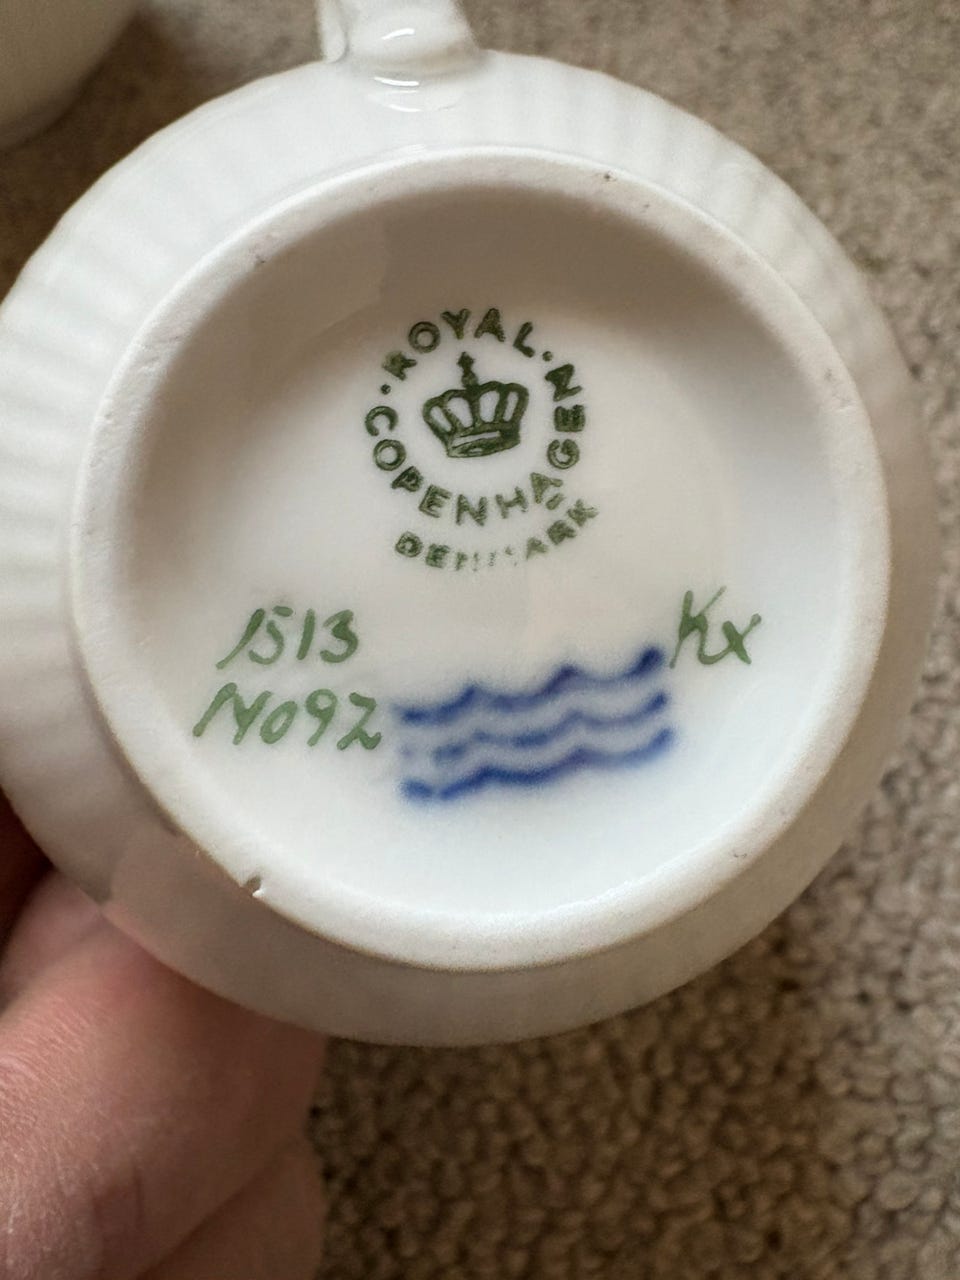 ROYAL·
COPENHAGEN
DENMARK
1513
14092
Kx